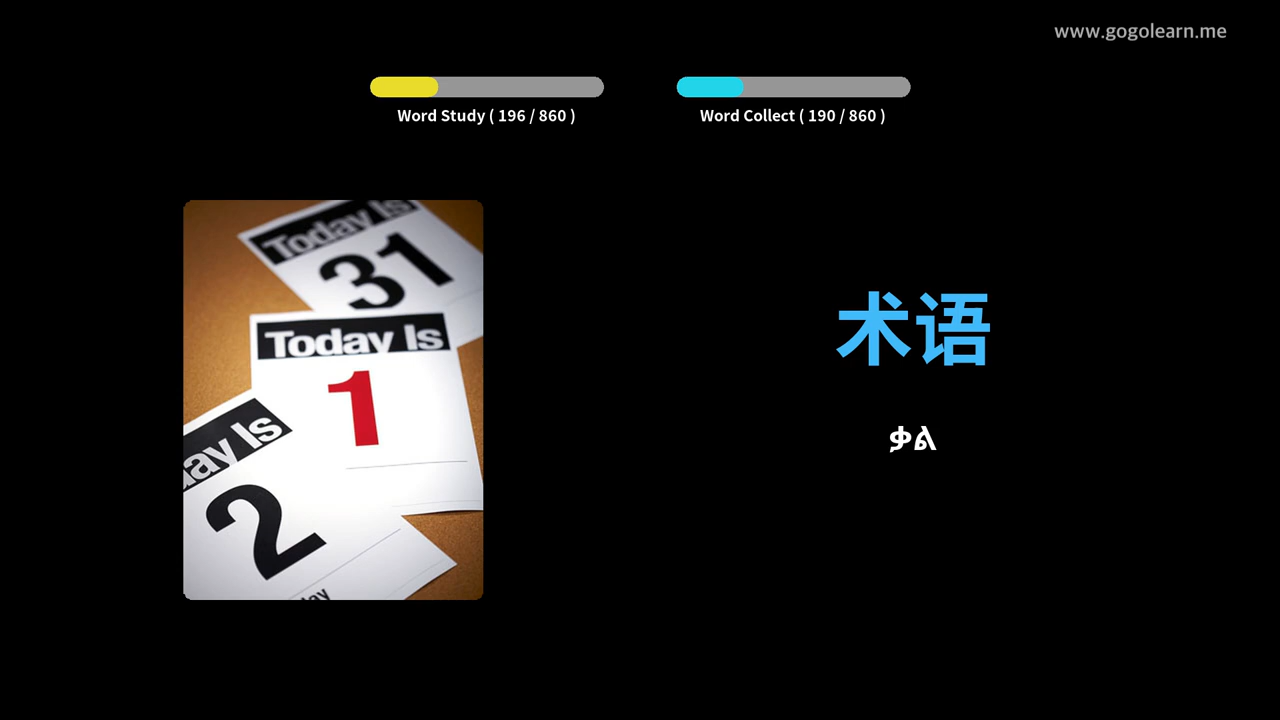 www.gogolearn.me
Word Study ( 196 / 860 )
Word Collect ( 190 / 860 )
Today Is
31
Today Is
1
ay Is
2
术语
ቃል